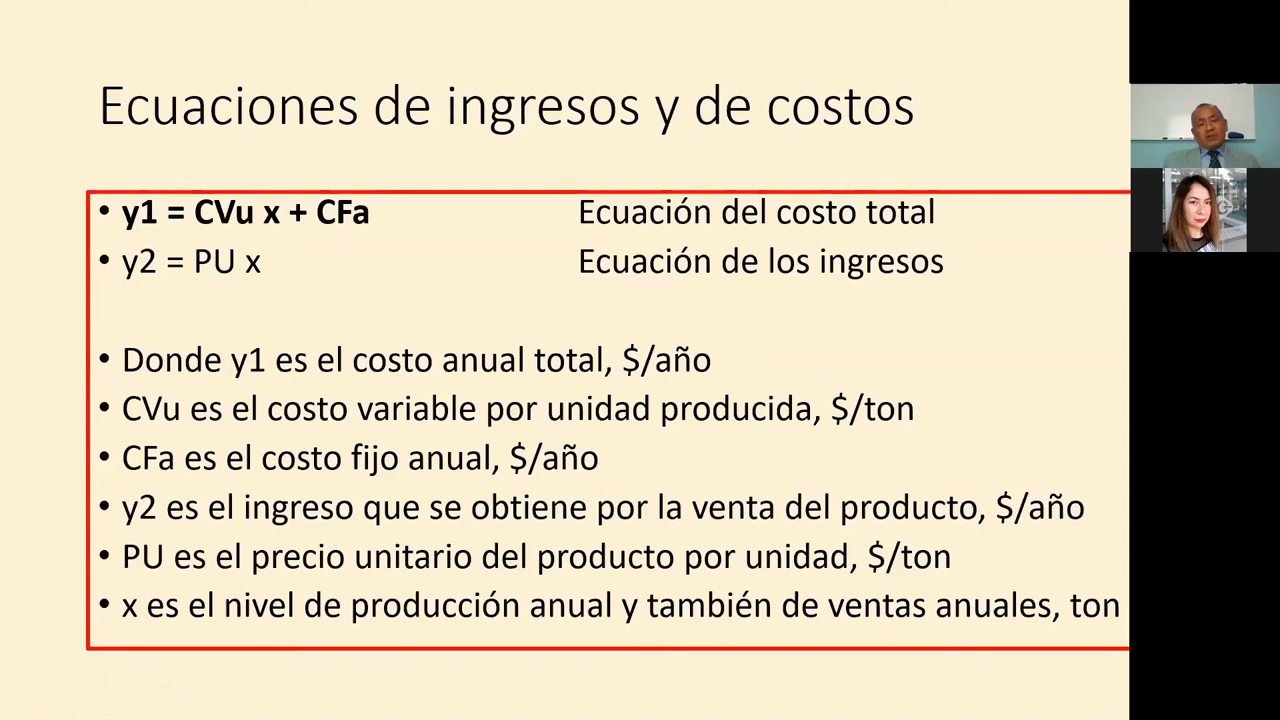 Ecuaciones de ingresos y de costos
• y1 = CVu x + CFa Ecuación del costo total
• y2 = PU x Ecuación de los ingresos
• Donde y1 es el costo anual total, $/año
• CVu es el costo variable por unidad producida, $/ton
• CFa es el costo fijo anual, $/año
• y2 es el ingreso que se obtiene por la venta del producto, $/año
• PU es el precio unitario del producto por unidad, $/ton
• x es el nivel de producción anual y también de ventas anuales, ton